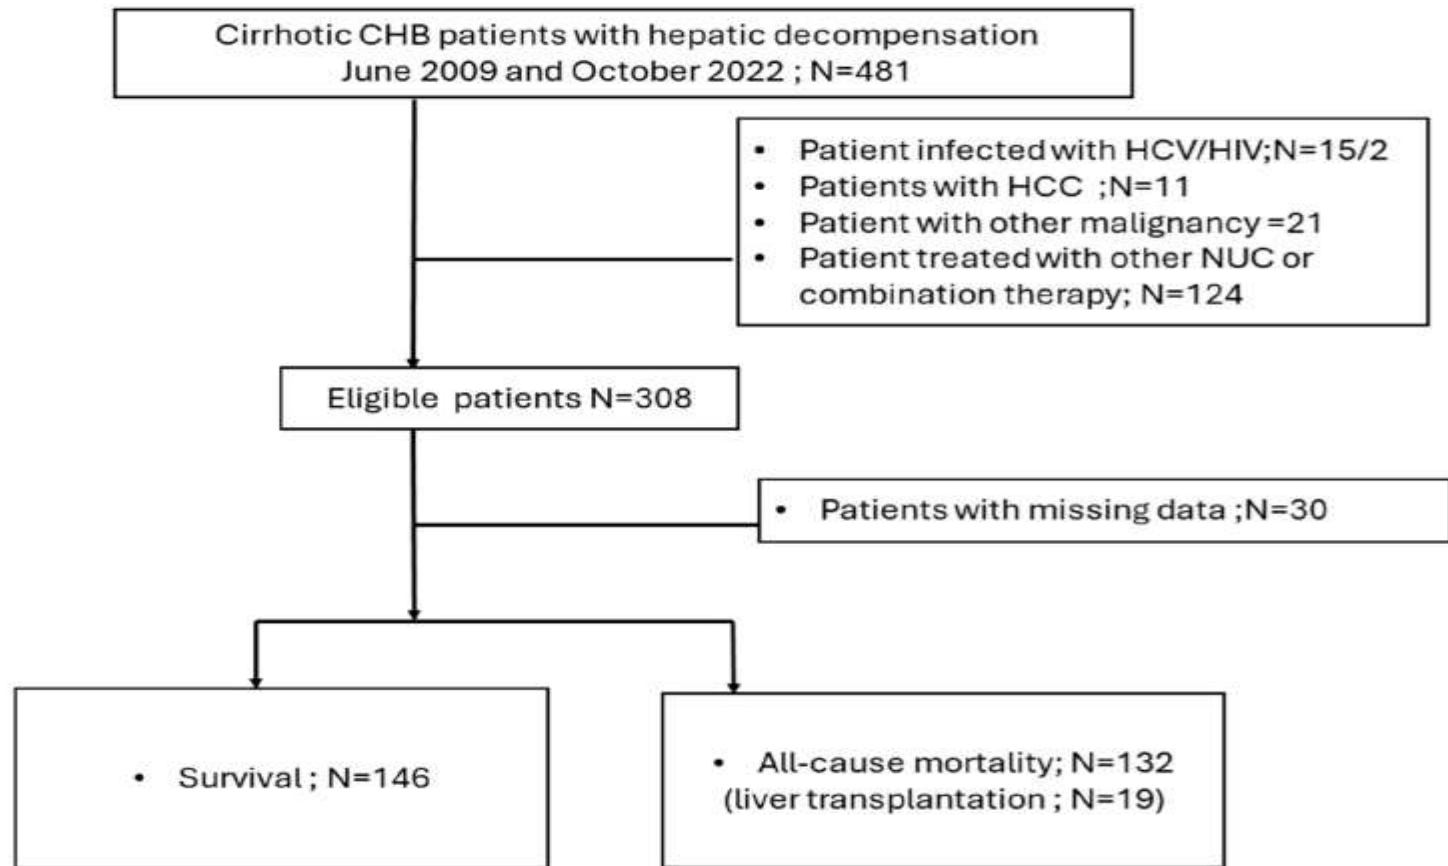 Cirrhotic CHB patients with hepatic decompensation
June 2009 and October 2022 ; N=481
• Patient infected with HCV/HIV;N=15/2
• Patients with HCC ;N=11
• Patient with other malignancy =21
• Patient treated with other NUC or
combination therapy; N=124
Eligible patients N=308
• Patients with missing data ;N=30
• Survival ; N=146
• All-cause mortality; N=132
(liver transplantation ; N=19)